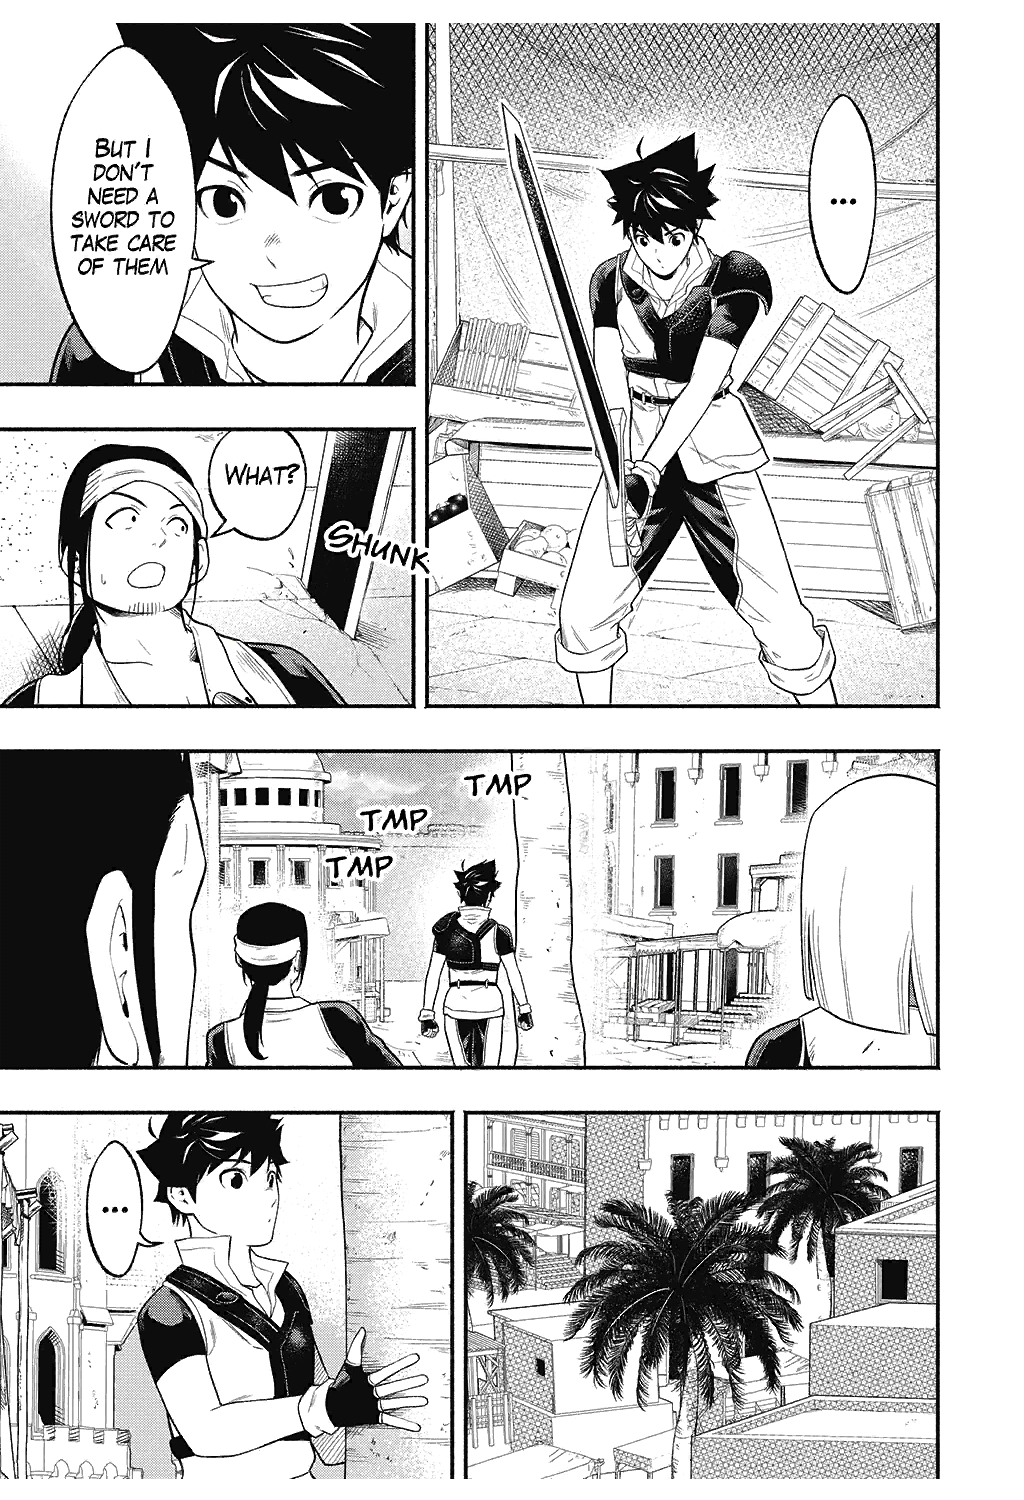 ...
BUT I
DON'T
NEED A
SWORD TO
TAKE CARE
OF THEM
WHAT?
SHUNK
TMP
TMP
TMP
...